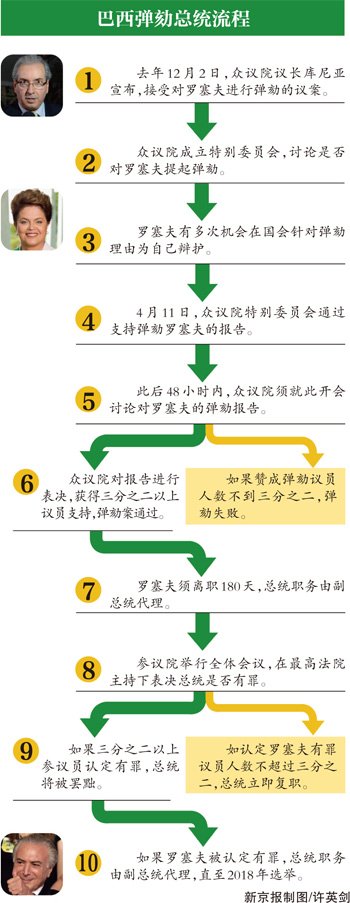 巴西弹劾总统流程
1
去年12月2日,众议院议长库尼亚
宣布,接受对罗塞夫进行弹劾的议案。
2
众议院成立特别委员会,讨论是否
对罗塞夫提起弹劾。
3
罗塞夫有多次机会在国会针对弹劾
理由为自己辩护。
4
4月11日,众议院特别委员会通过
支持弹劾罗塞夫的报告。
5
此后48小时内,众议院须就此开会
讨论对罗塞夫的弹劾报告。
6
众议院对报告进行
表决,获得三分之二以上
议员支持,弹劾案通过。
如果赞成弹劾议员
人数不到三分之二,弹
劾失败。
7
罗塞夫须离职180天,总统职务由副
总统代理。
8
参议院举行全体会议,在最高法院
主持下表决总统是否有罪。
9
如果三分之二以上
参议员认定有罪,总统
将被罢黜。
如认定罗塞夫有罪
议员人数不超过三分之
二,总统立即复职。
10
如果罗塞夫被认定有罪,总统职务
由副总统代理,直至2018年选举。
新京报制图/许英剑